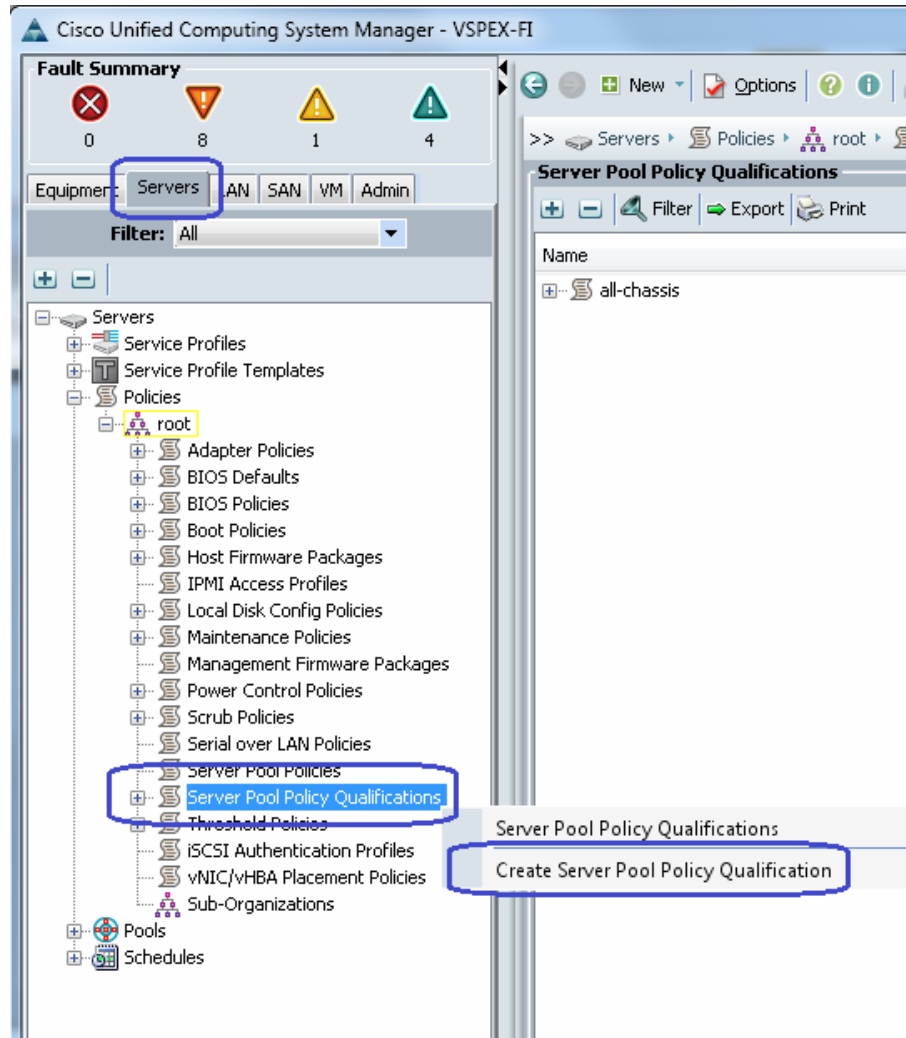 Cisco Unified Computing System Manager - VSPEX-FI
Fault Summary
0 8 1 4
Equipment Servers LAN SAN VM Admin
Filter: All
Servers
Service Profiles
Service Profile Templates
Policies
root
Adapter Policies
BIOS Defaults
BIOS Policies
Boot Policies
Host Firmware Packages
IPMI Access Profiles
Local Disk Config Policies
Maintenance Policies
Management Firmware Packages
Power Control Policies
Scrub Policies
Serial over LAN Policies
Server Pool Policies
Server Pool Policy Qualifications
Threshold Policies
iSCSI Authentication Profiles
vNIC/vHBA Placement Policies
Sub-Organizations
Pools
Schedules
New Options
>> Servers Policies root
Server Pool Policy Qualifications
Filter Export Print
Name
all-chassis
Server Pool Policy Qualifications
Create Server Pool Policy Qualification